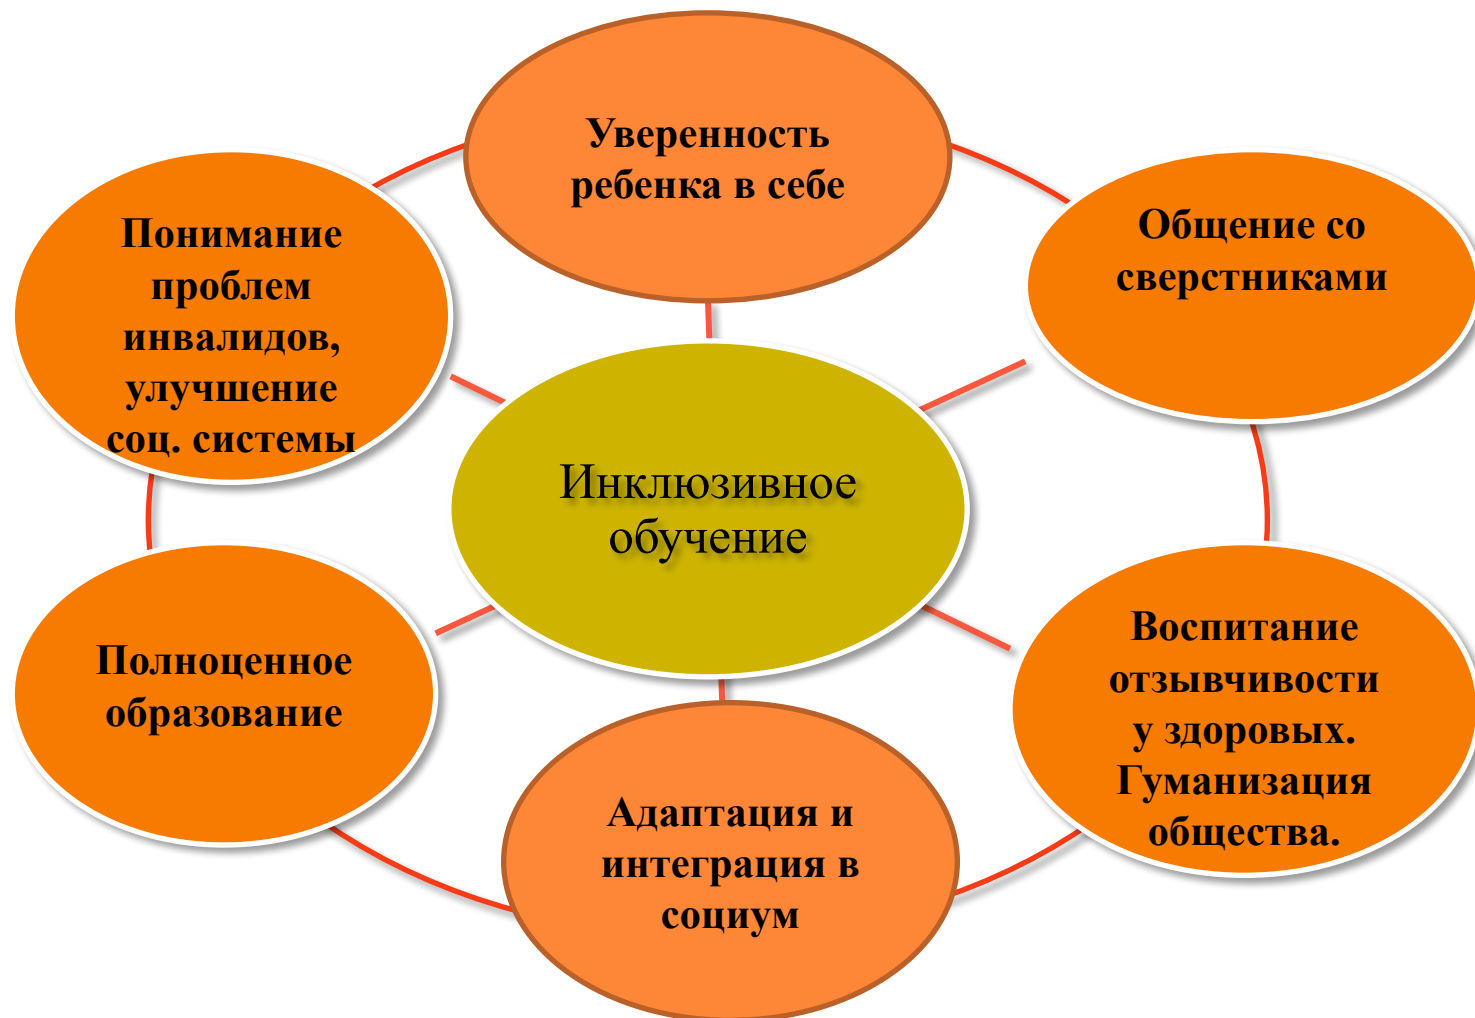 Уверенность
ребенка в себе
Общение со
сверстниками
Понимание
проблем
инвалидов,
улучшение
соц. системы
Инклюзивное
обучение
Воспитание
отзывчивости
у здоровых.
Гуманизация
общества.
Полноценное
образование
Адаптация и
интеграция в
социум